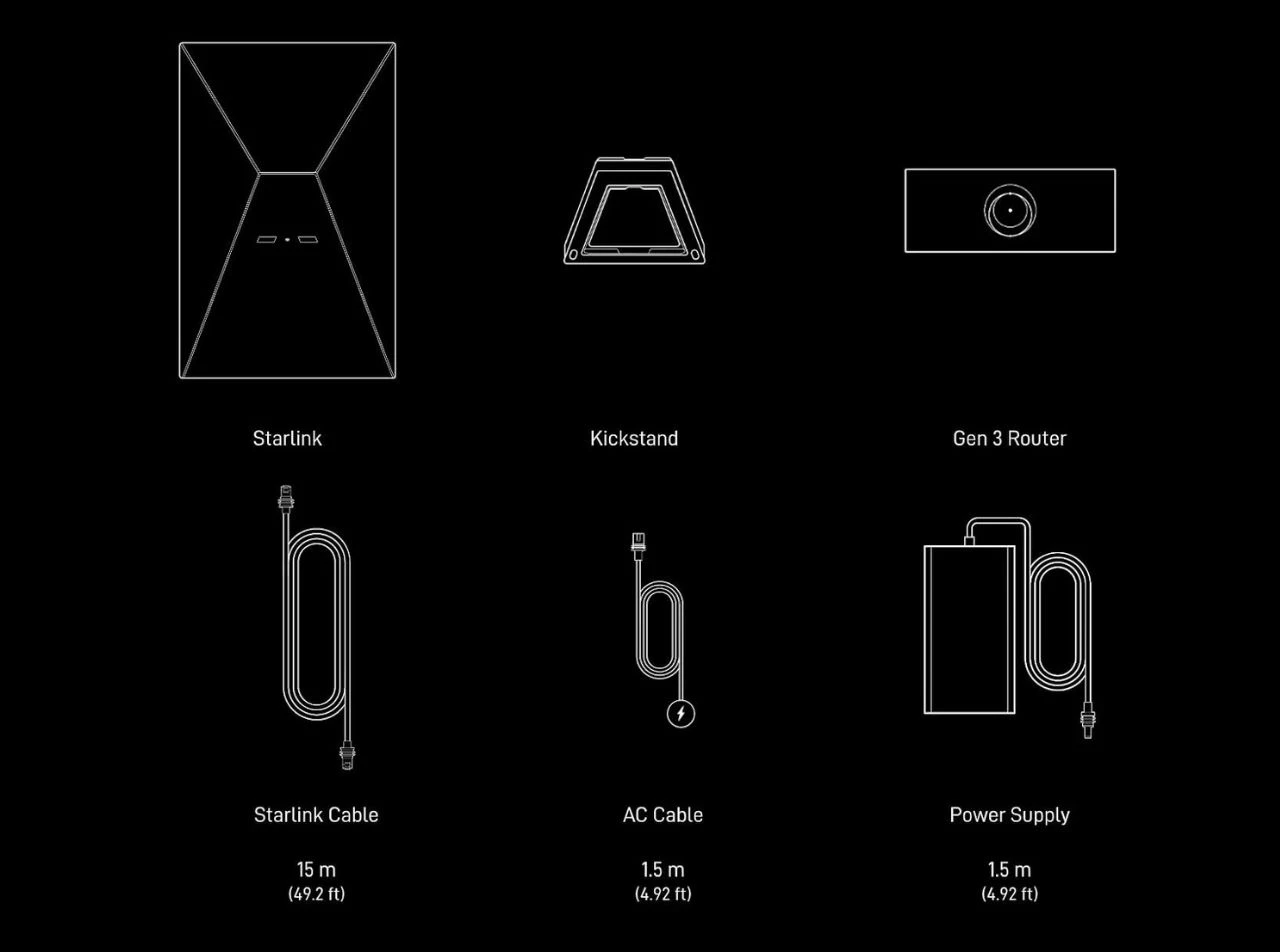 Starlink
Kickstand
Gen 3 Router
Starlink Cable
15 m
(49.2 ft)
AC Cable
1.5 m
(4.92 ft)
Power Supply
1.5 m
(4.92 ft)